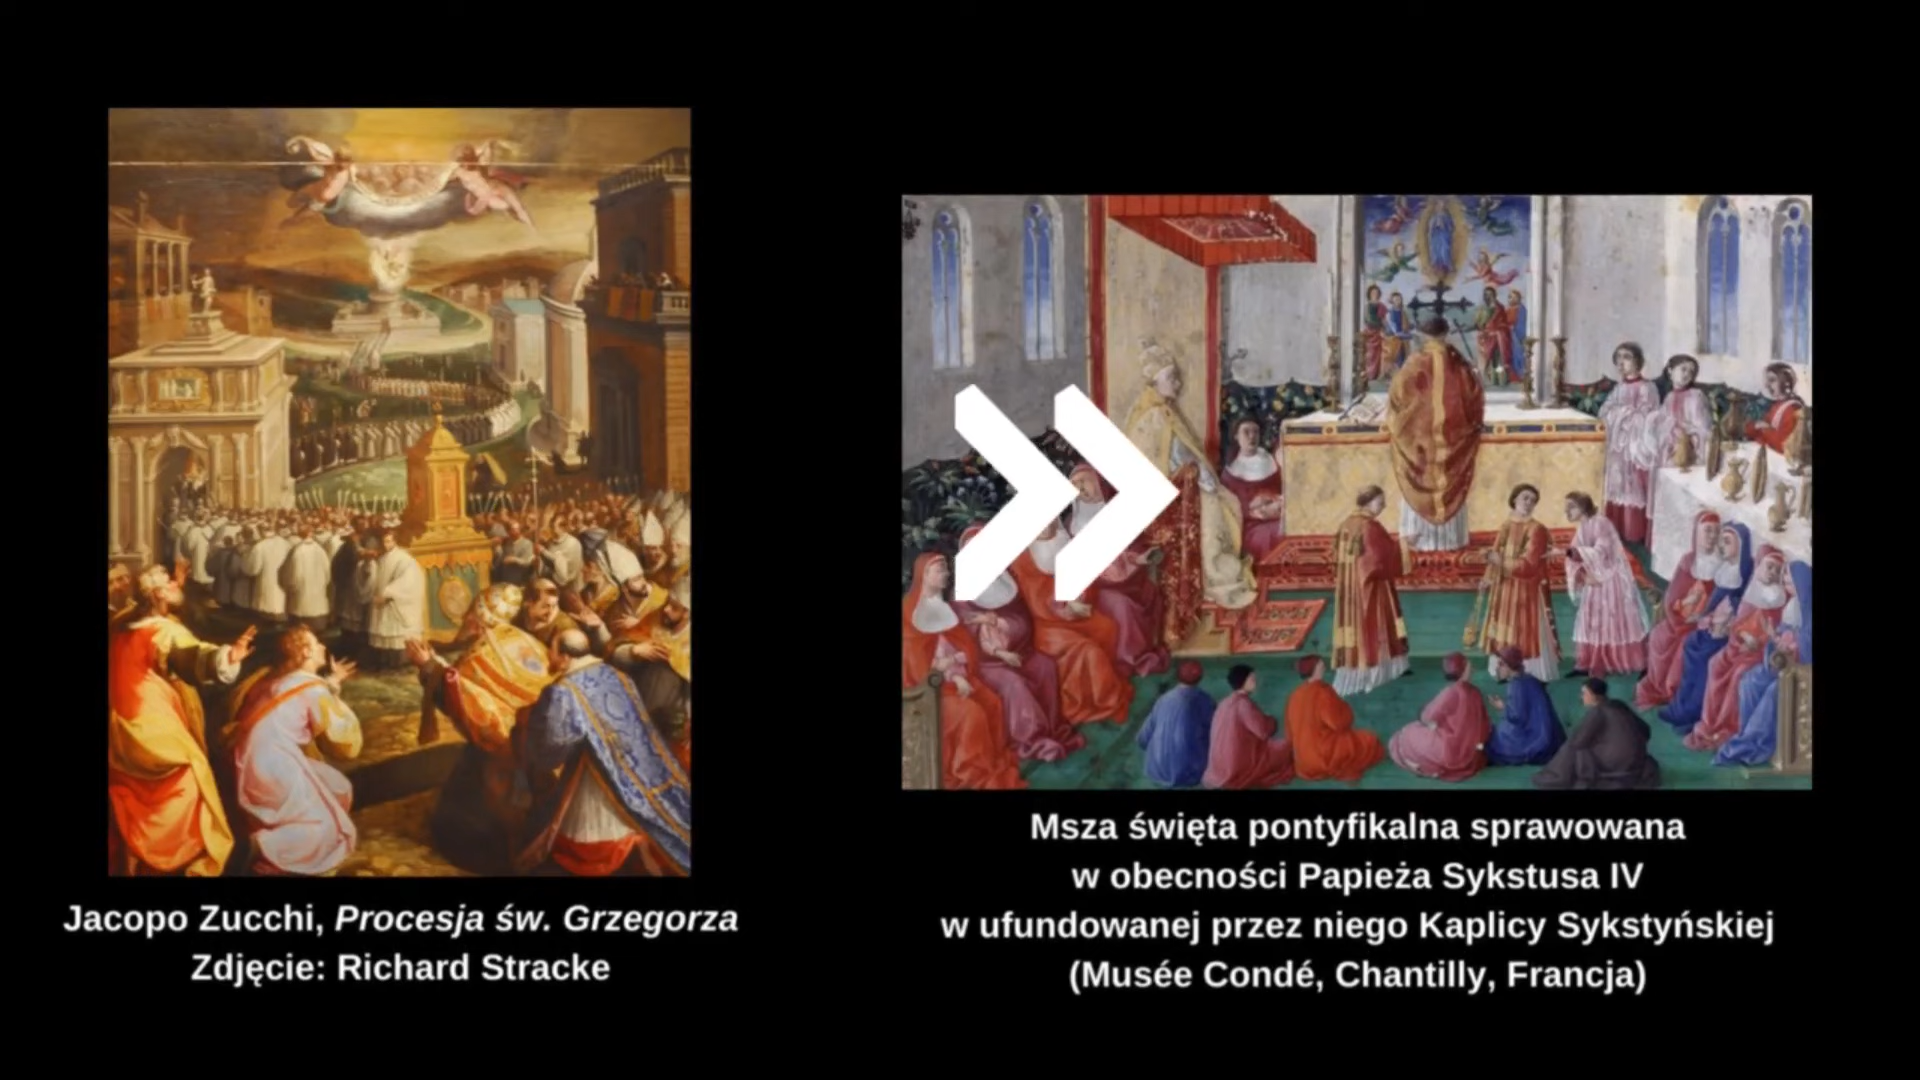 Jacopo Zucchi, Procesja św. Grzegorza
Zdjęcie: Richard Stracke
Msza święta pontyfikalna sprawowana
w obecności Papieża Sykstusa IV
w ufundowanej przez niego Kaplicy Sykstyńskiej
(Musée Condé, Chantilly, Francja)